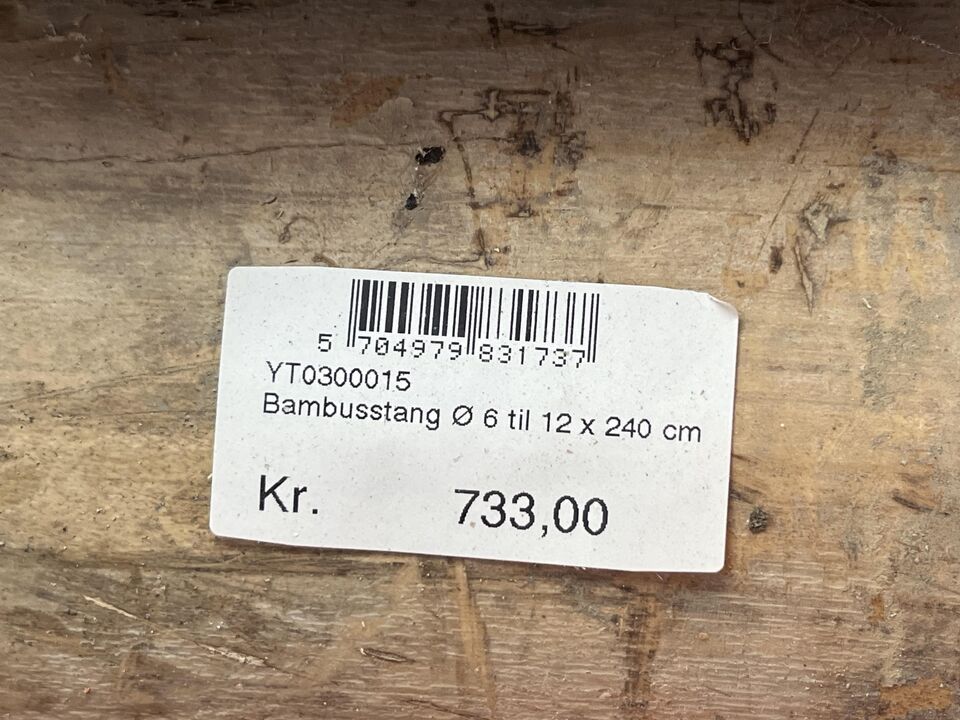 5 704979 831737
YT0300015
Bambusstang Ø 6 til 12 x 240 cm
Kr. 733,00